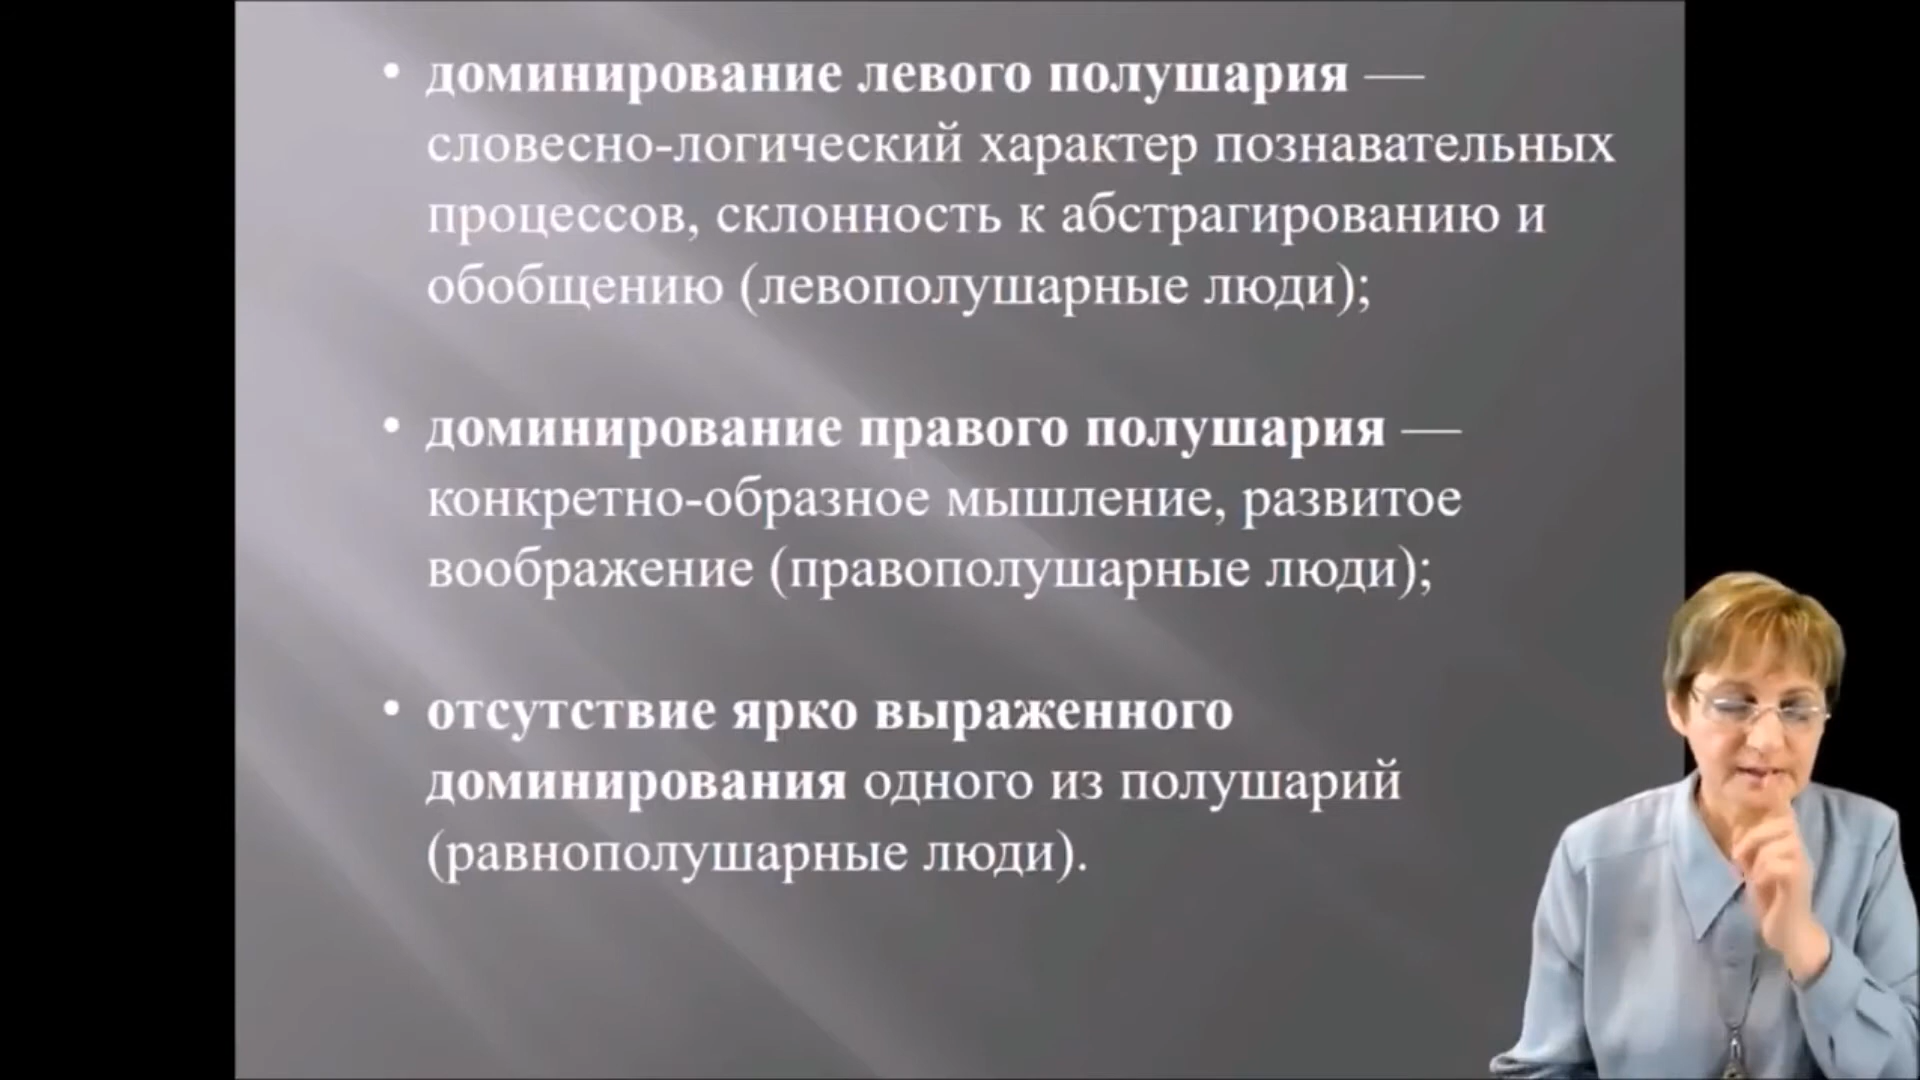 • доминирование левого полушария —
словесно-логический характер познавательных
процессов, склонность к абстрагированию и
обобщению (левополушарные люди);
• доминирование правого полушария —
конкретно-образное мышление, развитое
воображение (правополушарные люди);
• отсутствие ярко выраженного
доминирования одного из полушарий
(равнополушарные люди).